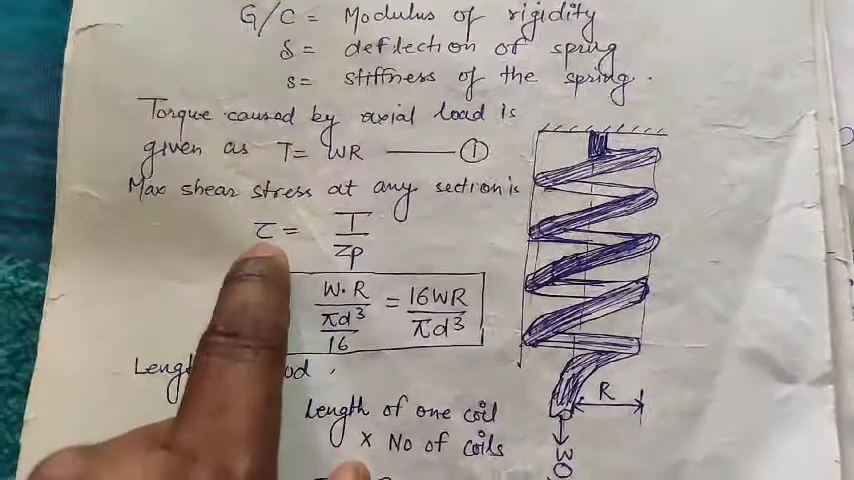 G/C = Modulus of rigidity
δ = deflection of spring
s = stiffness of the spring.
Torque caused by axial load is
given as T = WR ——— ①
Max shear stress at any section is
τ = T / Zp
W·R / (πd³/16) = 16WR / πd³
Length
Length of one coil
× No of coils
R
30